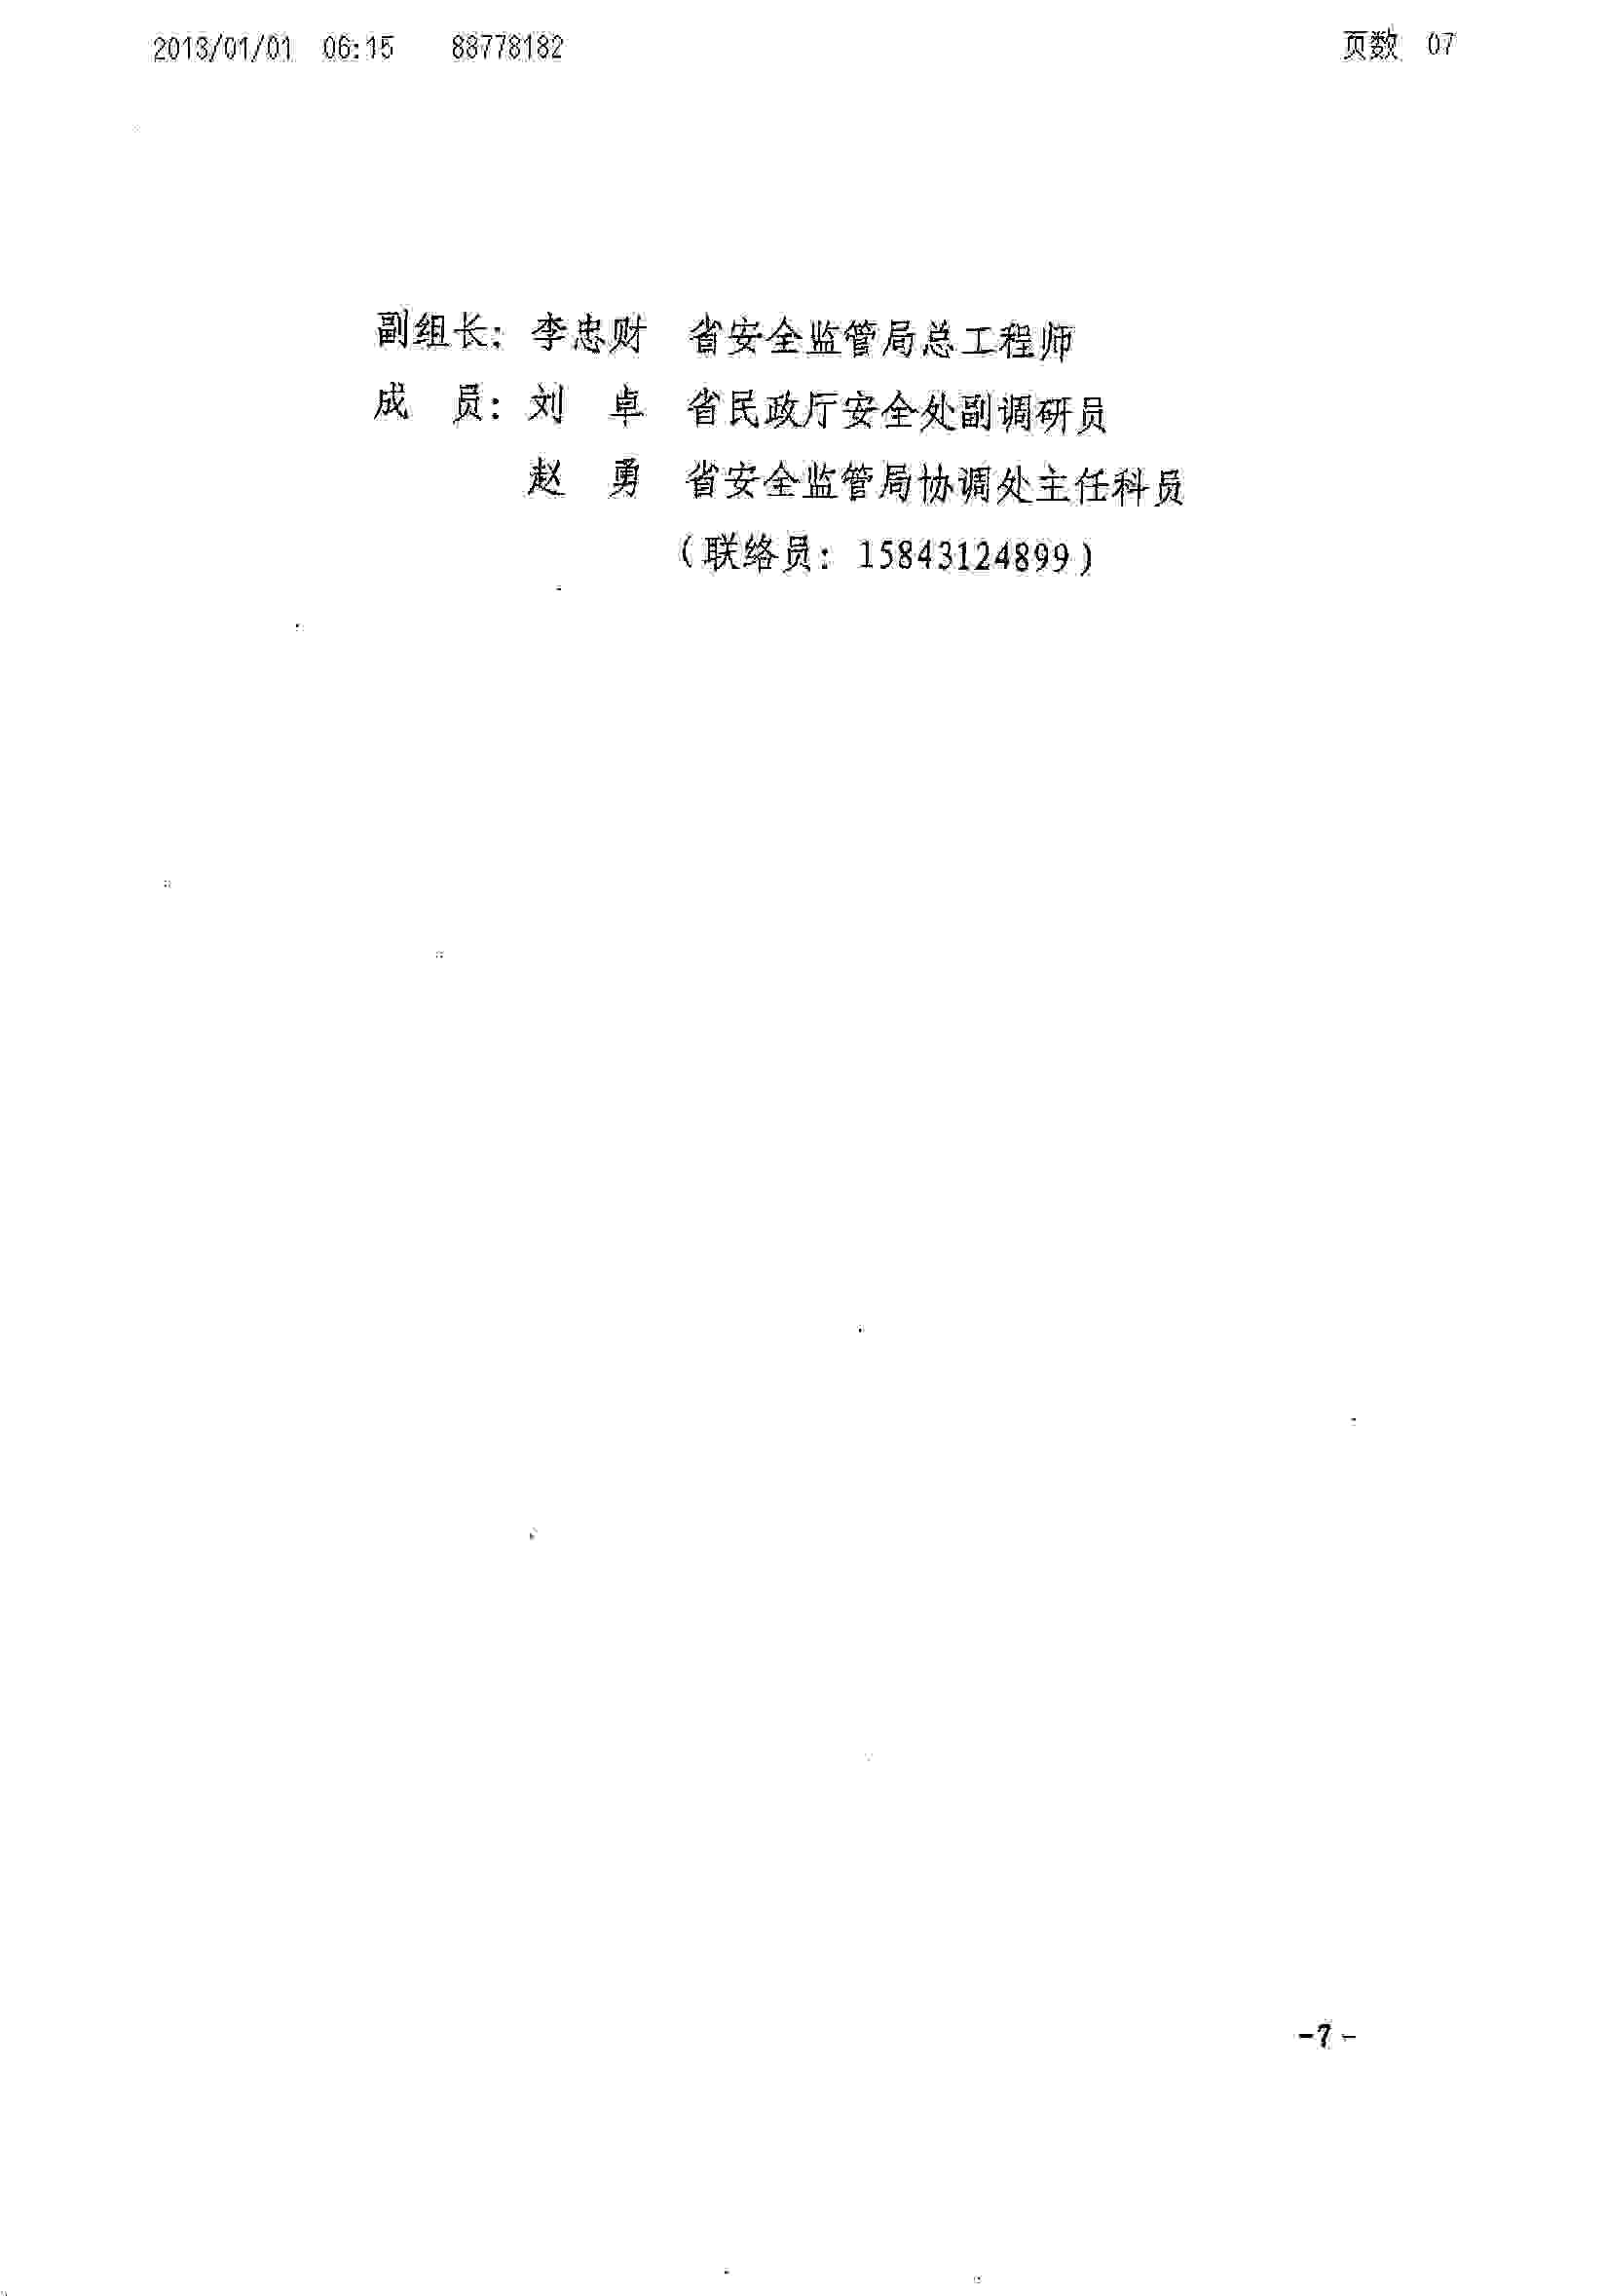 2013/01/01 06:15 88778182 页数 07
副组长：李忠财 省安全监管局总工程师
成 员：刘 卓 省民政厅安全处副调研员
赵 勇 省安全监管局协调处主任科员
（联络员：15843124899）
-7-